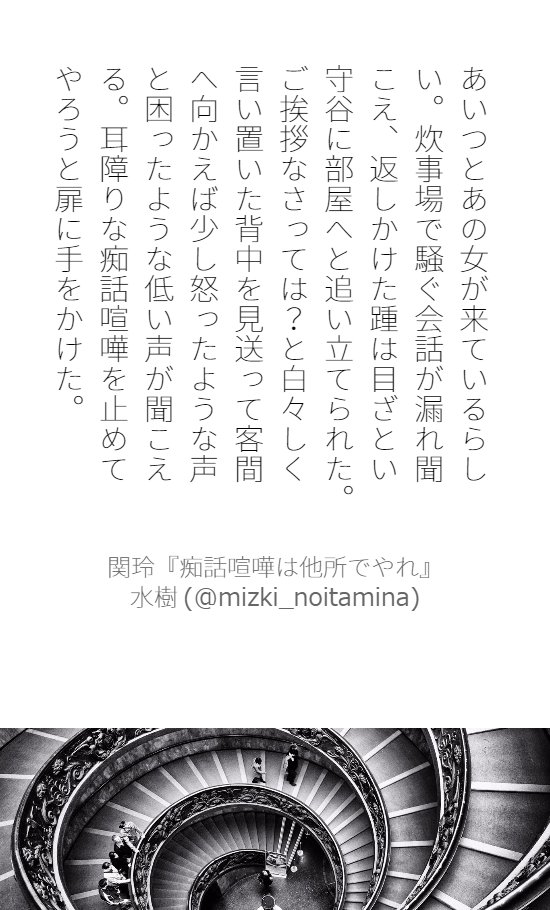 あいつとあの女が来ているらし
い。炊事場で騒ぐ会話が漏れ聞
こえ、返しかけた踵は目ざとい
守谷に部屋へと追い立てられた。
ご挨拶なさっては？と白々しく
言い置いた背中を見送って客間
へ向かえば少し怒ったような声
と困ったような低い声が聞こえ
る。耳障りな痴話喧嘩を止めて
やろうと扉に手をかけた。
関玲『痴話喧嘩は他所でやれ』
水樹 (@mizki_noitamina)